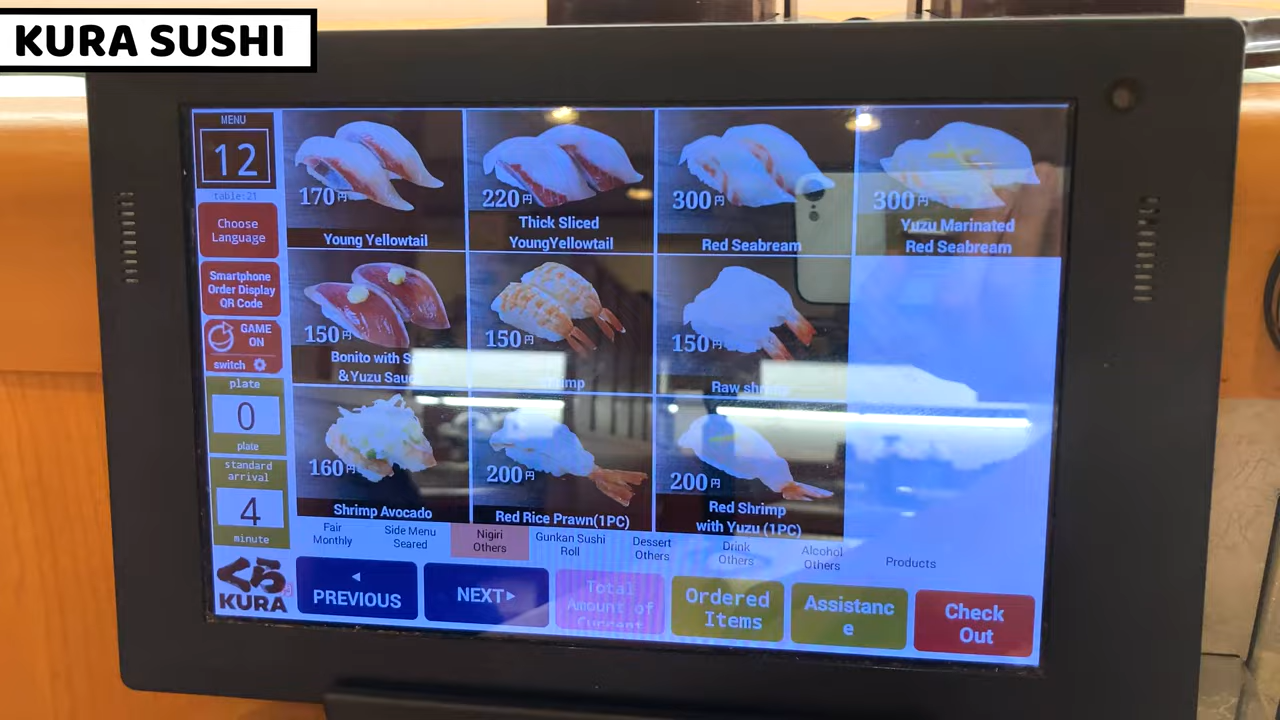 KURA SUSHI
MENU
12
table:21
Choose
Language
Smartphone
Order Display
QR Code
GAME
ON
switch
plate
0
plate
standard
arrival
4
minute
くら
KURA
170円
Young Yellowtail
220円
Thick Sliced
YoungYellowtail
300円
Red Seabream
300円
Yuzu Marinated
Red Seabream
150円
Bonito with
&Yuzu
150円
150円
Raw
160円
Shrimp Avocado
200円
Red Rice Prawn(1PC)
200円
Red Shrimp
with Yuzu (1PC)
Fair
Monthly
Side Menu
Seared
Nigiri
Others
Gunkan Sushi
Roll
Dessert
Others
Drink
Others
Alcohol
Others
Products
◂
PREVIOUS
NEXT▸
Total
Amount of
Current
Ordered
Items
Assistanc
e
Check
Out